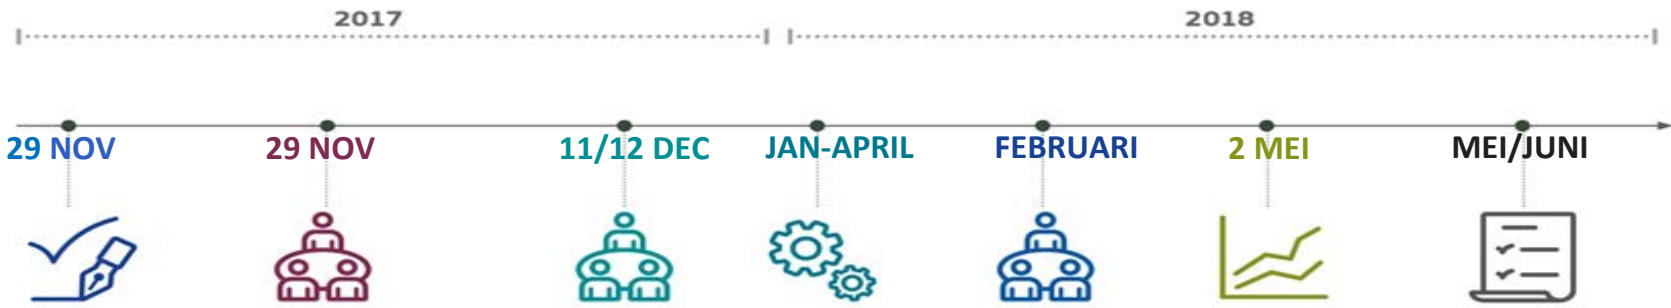 2017
2018
29 NOV
29 NOV
11/12 DEC
JAN-APRIL
FEBRUARI
2 MEI
MEI/JUNI